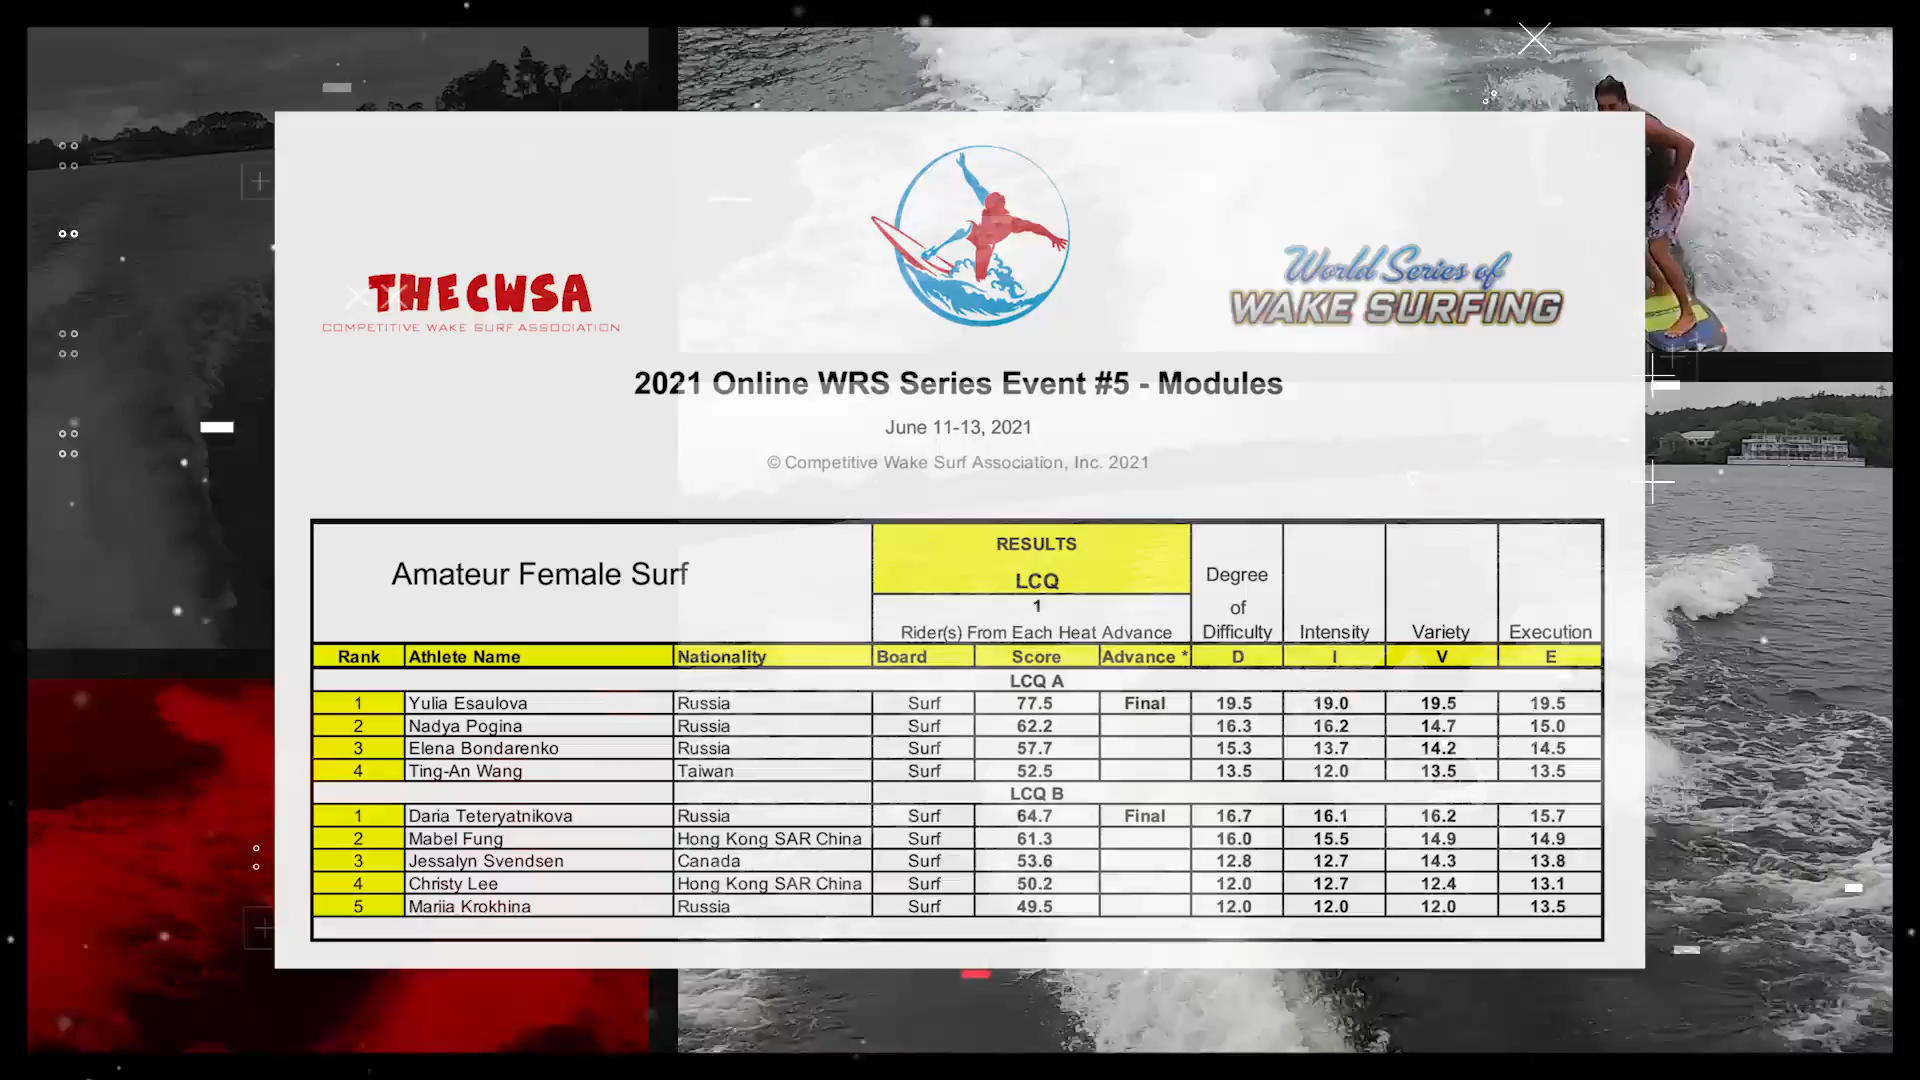 THECWSA
COMPETITIVE WAKE SURF ASSOCIATION
World Series of
WAKE SURFING
2021 Online WRS Series Event #5 - Modules
June 11-13, 2021
© Competitive Wake Surf Association, Inc. 2021
Amateur Female Surf
RESULTS
LCQ
1
Rider(s) From Each Heat Advance
Degree
of
Difficulty
Intensity
Variety
Execution
Rank Athlete Name Nationality Board Score Advance * D I V E
LCQ A
1 Yulia Esaulova Russia Surf 77.5 Final 19.5 19.0 19.5 19.5
2 Nadya Pogina Russia Surf 62.2 16.3 16.2 14.7 15.0
3 Elena Bondarenko Russia Surf 57.7 15.3 13.7 14.2 14.5
4 Ting-An Wang Taiwan Surf 52.5 13.5 12.0 13.5 13.5
LCQ B
1 Daria Teteryatnikova Russia Surf 64.7 Final 16.7 16.1 16.2 15.7
2 Mabel Fung Hong Kong SAR China Surf 61.3 16.0 15.5 14.9 14.9
3 Jessalyn Svendsen Canada Surf 53.6 12.8 12.7 14.3 13.8
4 Christy Lee Hong Kong SAR China Surf 50.2 12.0 12.7 12.4 13.1
5 Mariia Krokhina Russia Surf 49.5 12.0 12.0 12.0 13.5